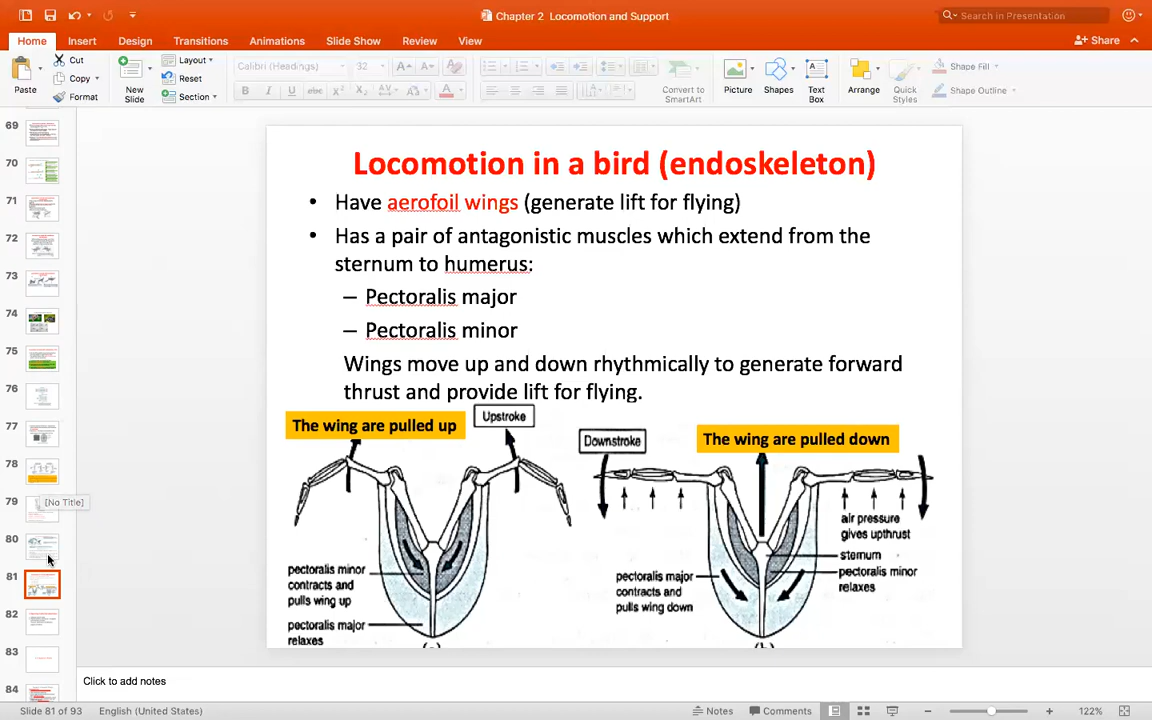 Chapter 2 Locomotion and Support
Search in Presentation
Home Insert Design Transitions Animations Slide Show Review View
Share
Paste
Cut
Copy
Format
New Slide
Layout
Reset
Section
Calibri (Headings) 32
B I U abc X² X₂ AV Aa A
Convert to SmartArt
Picture
Shapes
Text Box
Arrange
Quick Styles
Shape Fill
Shape Outline
69
70
71
72
73
74
75
76
77
78
79
[No Title]
80
81
82
83
84
Locomotion in a bird (endoskeleton)
• Have aerofoil wings (generate lift for flying)
• Has a pair of antagonistic muscles which extend from the
sternum to humerus:
– Pectoralis major
– Pectoralis minor
Wings move up and down rhythmically to generate forward
thrust and provide lift for flying.
The wing are pulled up
Upstroke
pectoralis minor
contracts and
pulls wing up
pectoralis major
relaxes
Downstroke
The wing are pulled down
air pressure
gives upthrust
sternum
pectoralis minor
relaxes
pectoralis major
contracts and
pulls wing down
Click to add notes
Slide 81 of 93 English (United States)
Notes Comments 122%